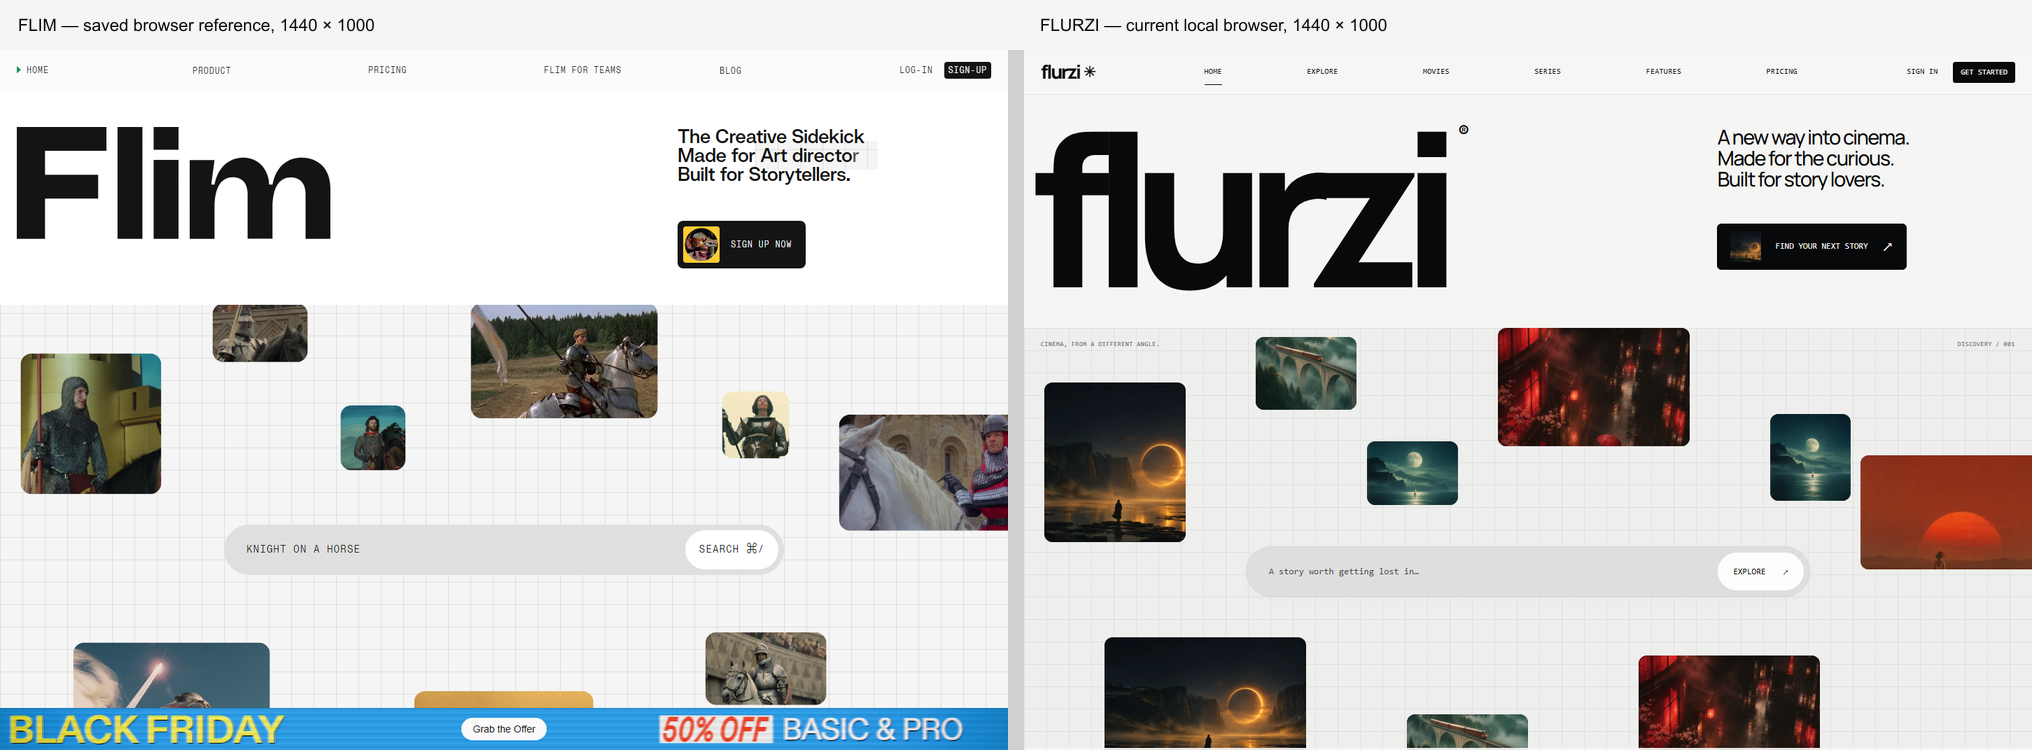 FLIM — saved browser reference, 1440 × 1000
HOME PRODUCT PRICING FLIM FOR TEAMS BLOG LOG-IN SIGN-UP
Flim
The Creative Sidekick
Made for Art director
Built for Storytellers.
SIGN UP NOW
KNIGHT ON A HORSE
SEARCH ⌘/
BLACK FRIDAY
Grab the Offer
50% OFF BASIC & PRO
FLURZI — current local browser, 1440 × 1000
flurzi ✳ HOME EXPLORE MOVIES SERIES FEATURES PRICING SIGN IN GET STARTED
flurzi ®
A new way into cinema.
Made for the curious.
Built for story lovers.
FIND YOUR NEXT STORY ↗
CINEMA, FROM A DIFFERENT ANGLE.
DISCOVERY / 001
A story worth getting lost in…
EXPLORE ↗